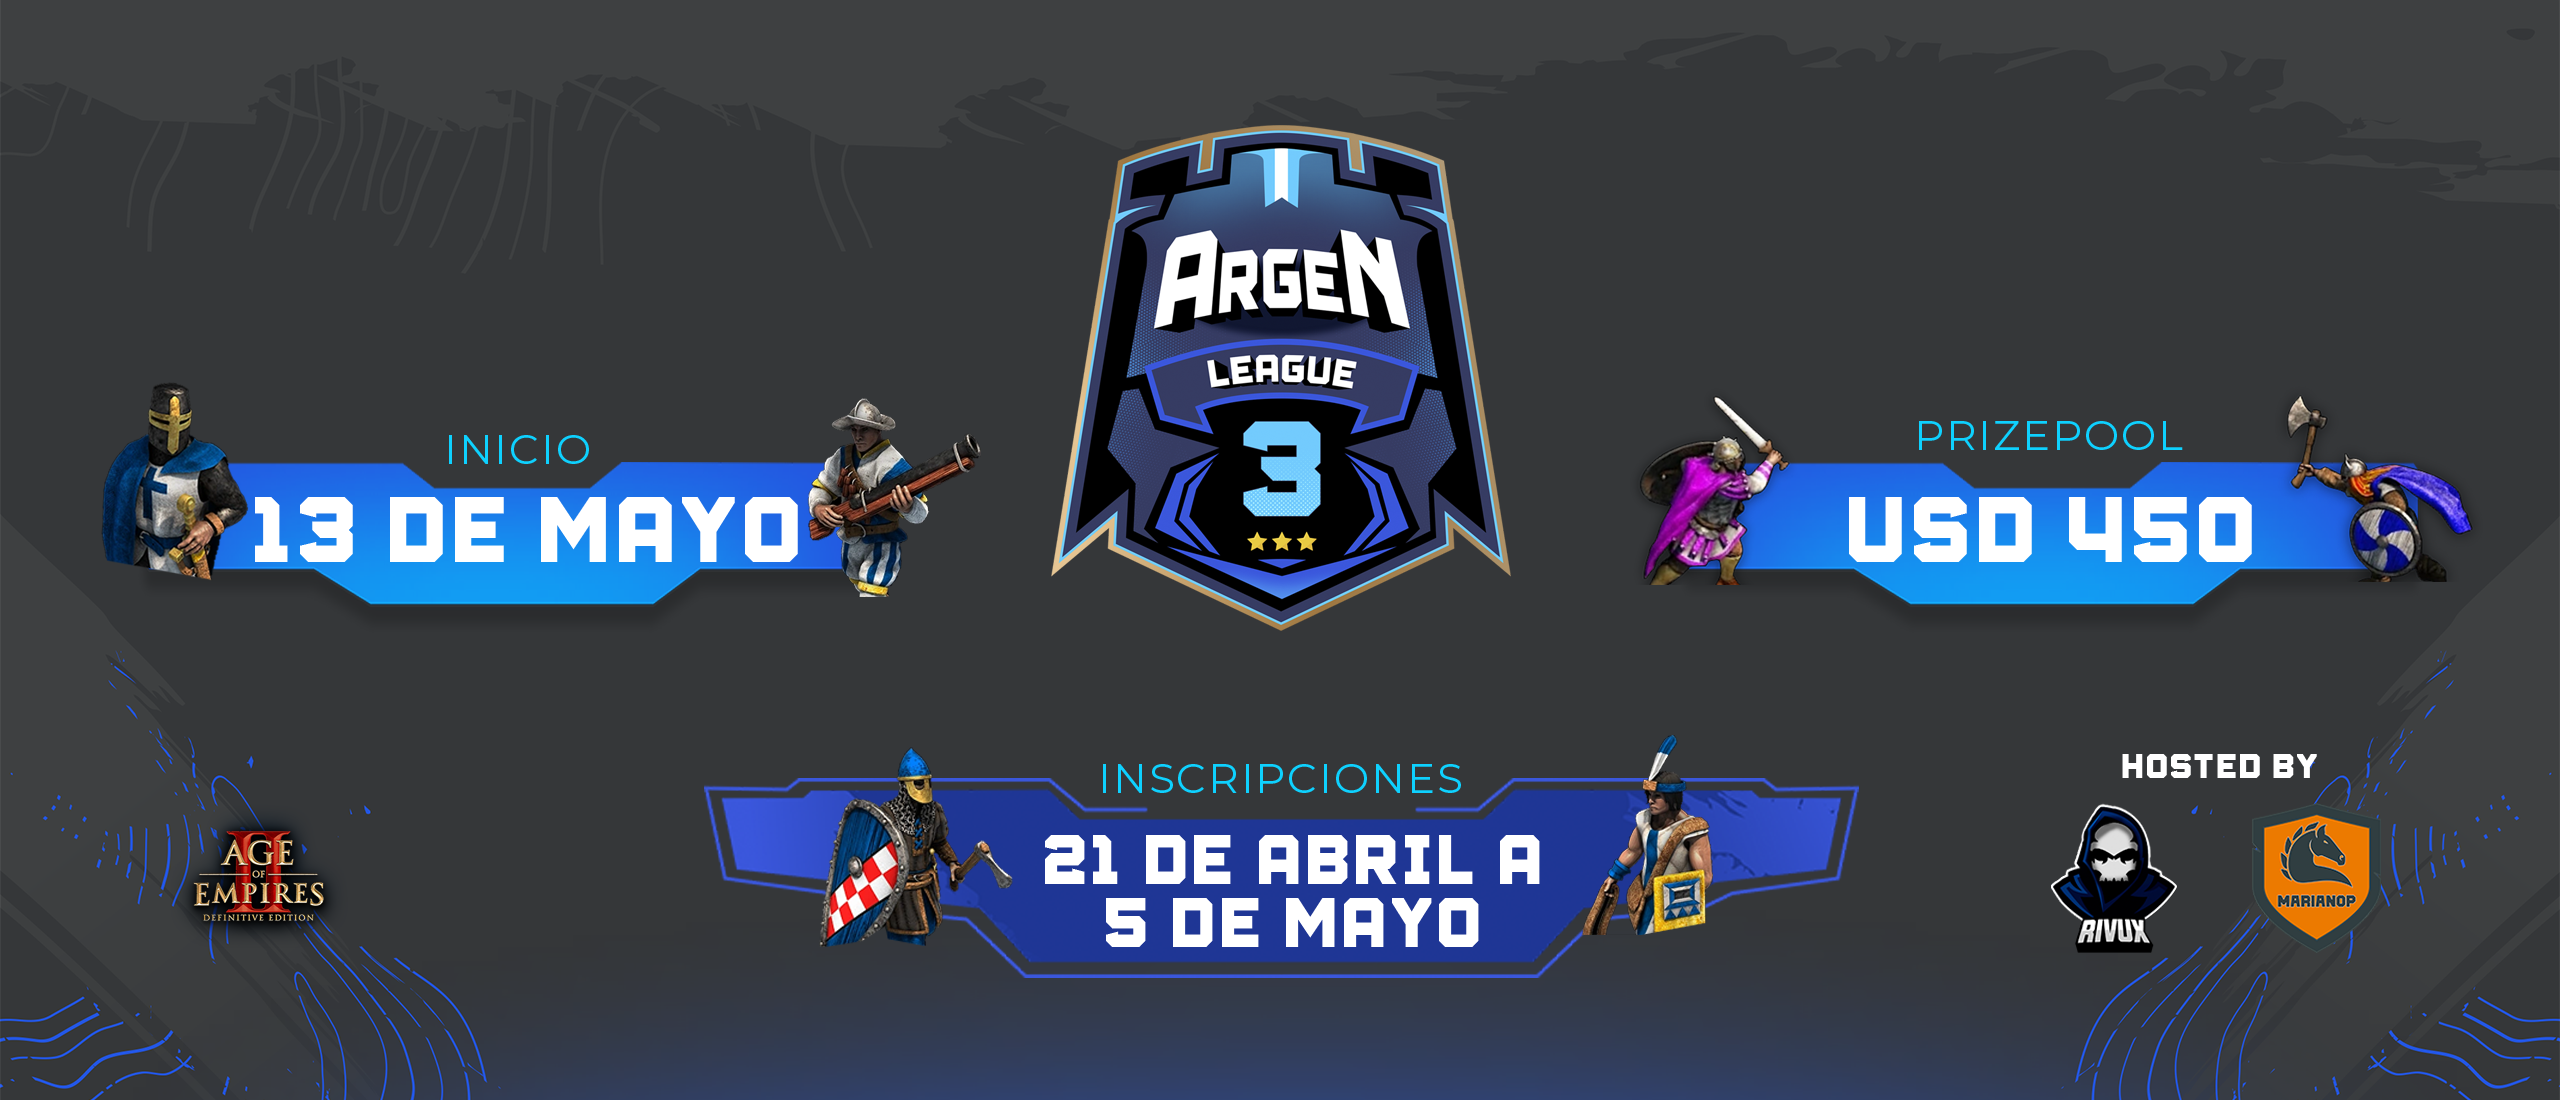 ARGEN
LEAGUE
3
INICIO
13 DE MAYO
PRIZEPOOL
USD 450
INSCRIPCIONES
21 DE ABRIL A
5 DE MAYO
HOSTED BY
RIVUX
MARIANOP
II
AGE
OF
EMPIRES
DEFINITIVE EDITION